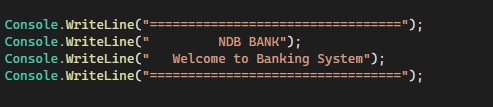 Console.WriteLine("=================================");
Console.WriteLine("         NDB BANK");
Console.WriteLine("   Welcome to Banking System");
Console.WriteLine("=================================");